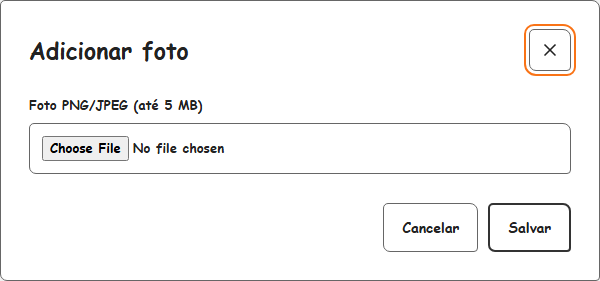 Adicionar foto
Foto PNG/JPEG (até 5 MB)
Choose File No file chosen
Cancelar Salvar